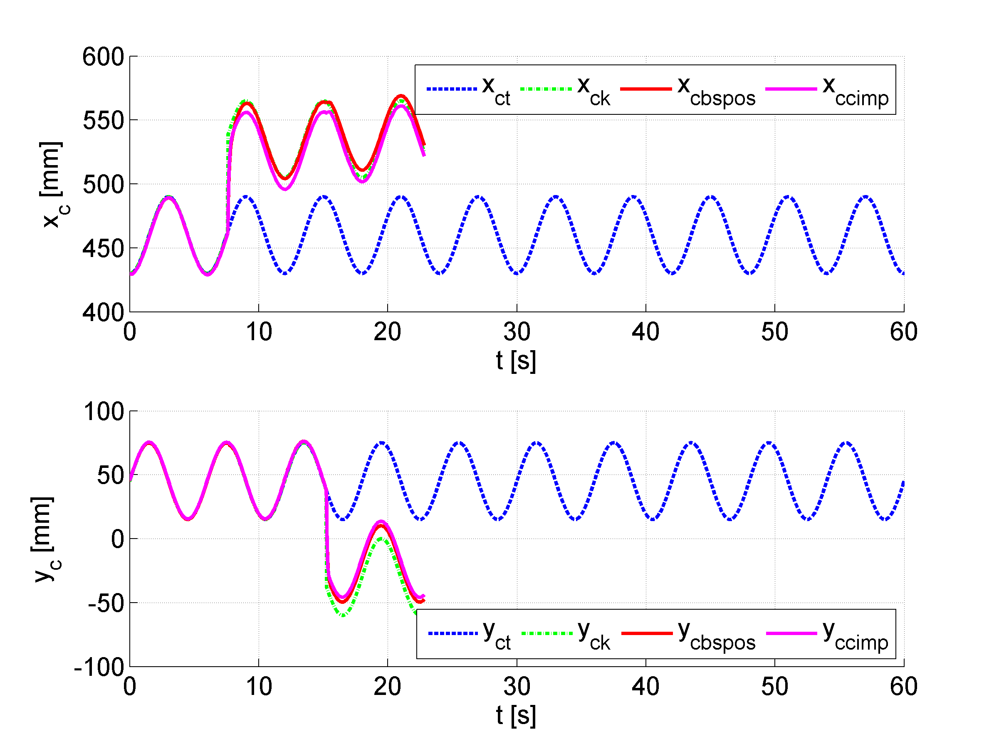 600
550
500
450
400
x_c [mm]
x_ct x_ck x_cbspos x_ccimp
0 10 20 30 40 50 60
t [s]
100
50
0
-50
-100
y_c [mm]
y_ct y_ck y_cbspos y_ccimp
0 10 20 30 40 50 60
t [s]